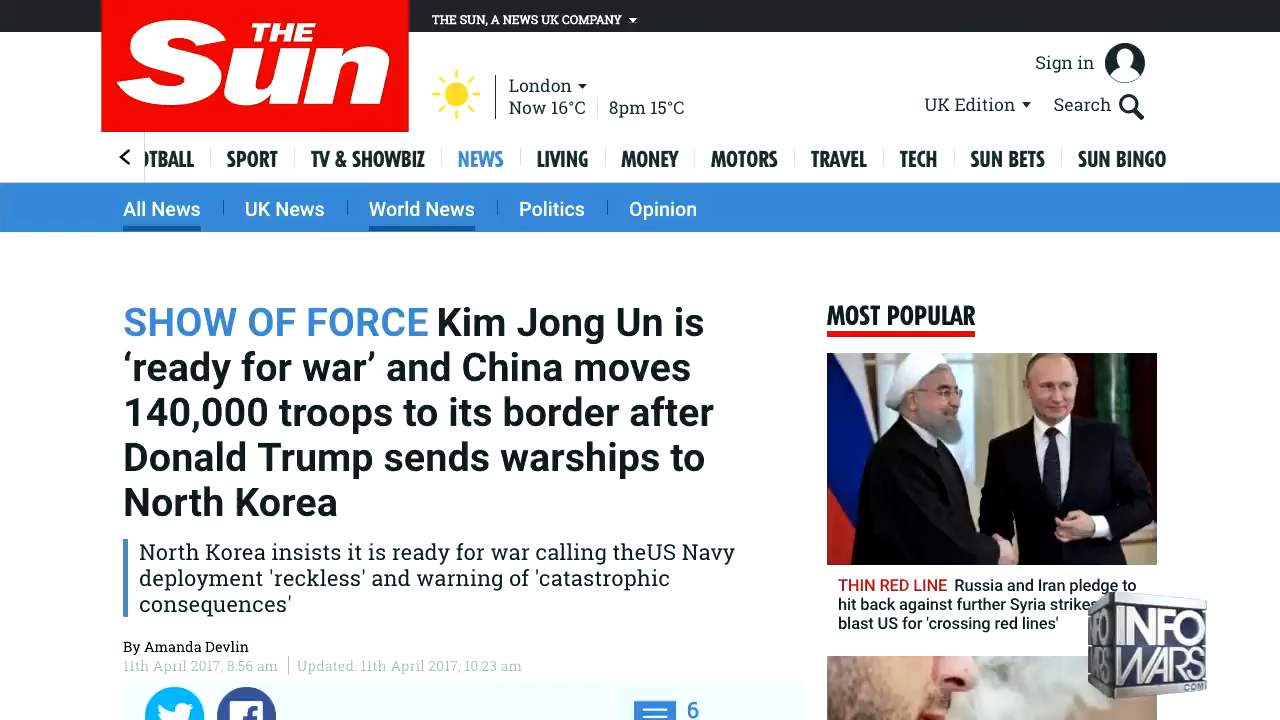 THE SUN, A NEWS UK COMPANY
THE
Sun
London
Now 16°C
8pm 15°C
Sign in
UK Edition
Search
OTBALL
SPORT
TV & SHOWBIZ
NEWS
LIVING
MONEY
MOTORS
TRAVEL
TECH
SUN BETS
SUN BINGO
All News
UK News
World News
Politics
Opinion
SHOW OF FORCE Kim Jong Un is
‘ready for war’ and China moves
140,000 troops to its border after
Donald Trump sends warships to
North Korea
North Korea insists it is ready for war calling theUS Navy
deployment 'reckless' and warning of 'catastrophic
consequences'
By Amanda Devlin
11th April 2017, 8:56 am
Updated: 11th April 2017, 10:23 am
6
MOST POPULAR
THIN RED LINE Russia and Iran pledge to
hit back against further Syria strikes
blast US for 'crossing red lines'
INFO
WARS
.COM
INFO
WARS